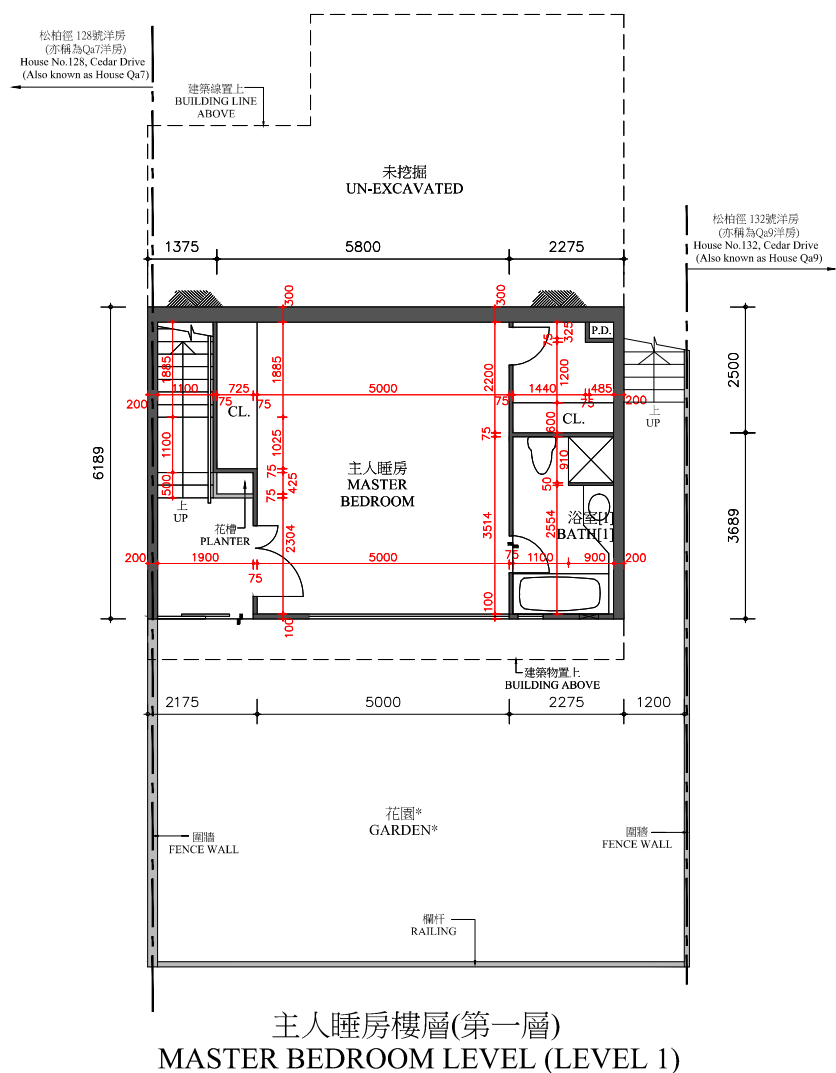 松柏徑 128號洋房
(亦稱為Qa7洋房)
House No.128, Cedar Drive
(Also known as House Qa7)
建築線置上
BUILDING LINE
ABOVE
未挖掘
UN-EXCAVATED
松柏徑 132號洋房
(亦稱為Qa9洋房)
House No.132, Cedar Drive
(Also known as House Qa9)
1375
5800
2275
300
300
75
325
P.D.
1885
1885
2200
1200
2500
1100
725
5000
1440
485
200
75
75
75
75
200
CL.
600
CL.
上
UP
6189
1100
1025
75
910
主人睡房
MASTER
BEDROOM
75
425
75
500
50
上
UP
花槽
PLANTER
2304
3514
2554
浴室[1]
BATH[1]
3689
200
1900
75
5000
75
1100
900
200
100
100
建築物置上
BUILDING ABOVE
2175
5000
2275
1200
花園*
GARDEN*
圍牆
FENCE WALL
圍牆
FENCE WALL
欄杆
RAILING
主人睡房樓層(第一層)
MASTER BEDROOM LEVEL (LEVEL 1)